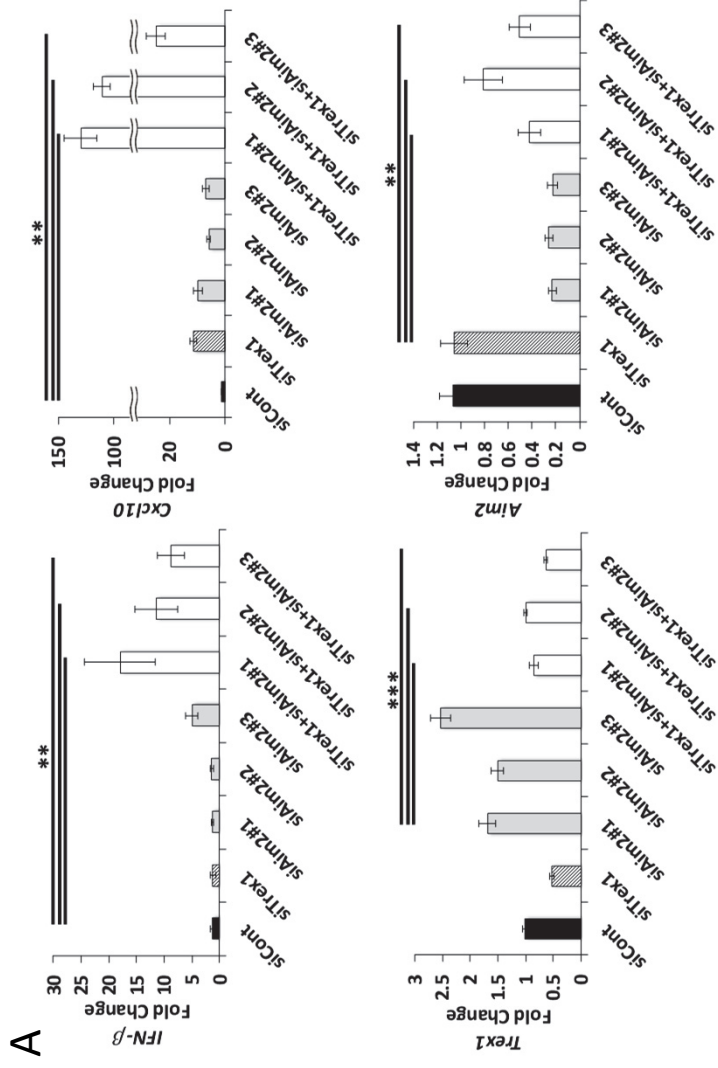 A
IFN-β
Fold Change
30
25
20
15
10
5
0
**
siCont
siTrex1
siAim2#1
siAim2#2
siAim2#3
siTrex1+siAim2#1
siTrex1+siAim2#2
siTrex1+siAim2#3
Cxcl10
Fold Change
150
100
20
0
**
siCont
siTrex1
siAim2#1
siAim2#2
siAim2#3
siTrex1+siAim2#1
siTrex1+siAim2#2
siTrex1+siAim2#3
Trex1
Fold Change
3
2.5
2
1.5
1
0.5
0
***
siCont
siTrex1
siAim2#1
siAim2#2
siAim2#3
siTrex1+siAim2#1
siTrex1+siAim2#2
siTrex1+siAim2#3
Aim2
Fold Change
1.4
1.2
1
0.8
0.6
0.4
0.2
0
**
siCont
siTrex1
siAim2#1
siAim2#2
siAim2#3
siTrex1+siAim2#1
siTrex1+siAim2#2
siTrex1+siAim2#3